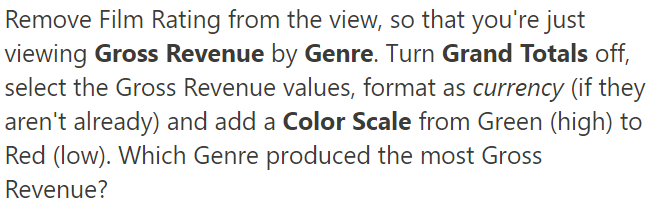 Remove Film Rating from the view, so that you're just
viewing Gross Revenue by Genre. Turn Grand Totals off,
select the Gross Revenue values, format as currency (if they
aren't already) and add a Color Scale from Green (high) to
Red (low). Which Genre produced the most Gross
Revenue?